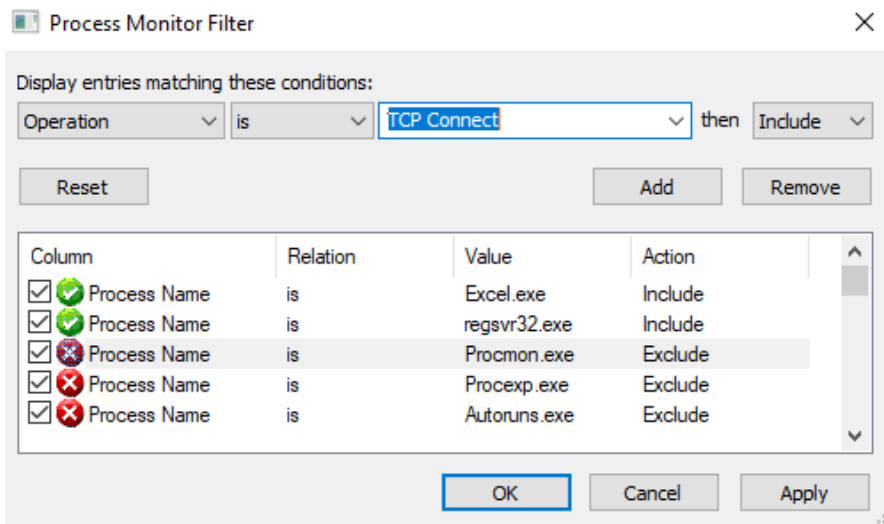 Process Monitor Filter
Display entries matching these conditions:
Operation is TCP Connect then Include
Reset Add Remove
Column Relation Value Action
Process Name is Excel.exe Include
Process Name is regsvr32.exe Include
Process Name is Procmon.exe Exclude
Process Name is Procexp.exe Exclude
Process Name is Autoruns.exe Exclude
OK Cancel Apply